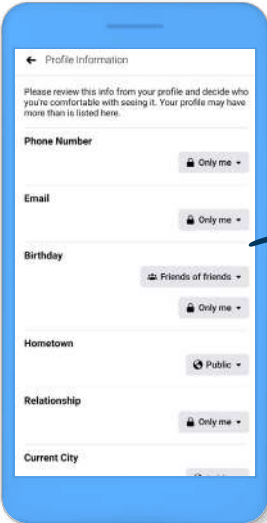 Profile Information
Please review this info from your profile and decide who
you're comfortable with seeing it. Your profile may have
more than is listed here.
Phone Number
Only me
Email
Only me
Birthday
Friends of friends
Only me
Hometown
Public
Relationship
Only me
Current City